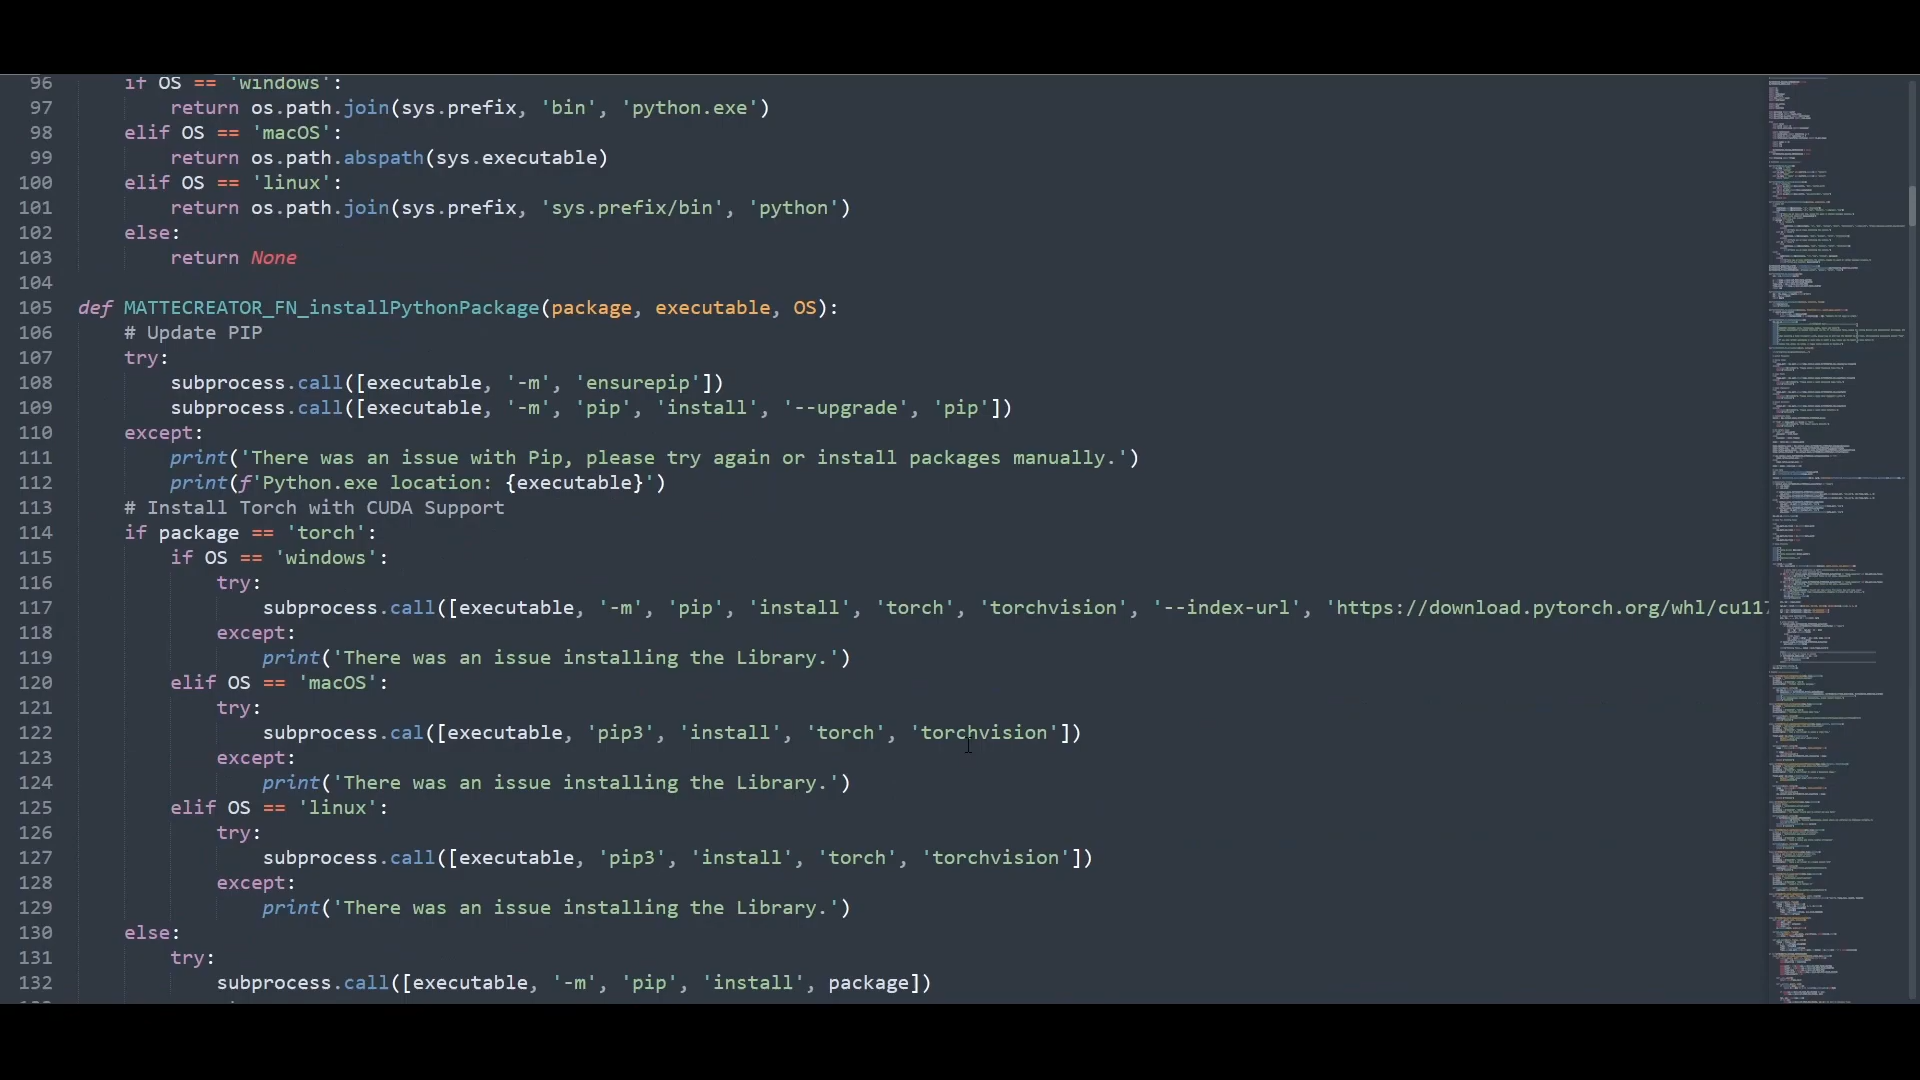 96 if OS == 'windows':
97 return os.path.join(sys.prefix, 'bin', 'python.exe')
98 elif OS == 'macOS':
99 return os.path.abspath(sys.executable)
100 elif OS == 'linux':
101 return os.path.join(sys.prefix, 'sys.prefix/bin', 'python')
102 else:
103 return None
104
105 def MATTECREATOR_FN_installPythonPackage(package, executable, OS):
106 # Update PIP
107 try:
108 subprocess.call([executable, '-m', 'ensurepip'])
109 subprocess.call([executable, '-m', 'pip', 'install', '--upgrade', 'pip'])
110 except:
111 print('There was an issue with Pip, please try again or install packages manually.')
112 print(f'Python.exe location: {executable}')
113 # Install Torch with CUDA Support
114 if package == 'torch':
115 if OS == 'windows':
116 try:
117 subprocess.call([executable, '-m', 'pip', 'install', 'torch', 'torchvision', '--index-url', 'https://download.pytorch.org/whl/cu117
118 except:
119 print('There was an issue installing the Library.')
120 elif OS == 'macOS':
121 try:
122 subprocess.cal([executable, 'pip3', 'install', 'torch', 'torchvision'])
123 except:
124 print('There was an issue installing the Library.')
125 elif OS == 'linux':
126 try:
127 subprocess.call([executable, 'pip3', 'install', 'torch', 'torchvision'])
128 except:
129 print('There was an issue installing the Library.')
130 else:
131 try:
132 subprocess.call([executable, '-m', 'pip', 'install', package])